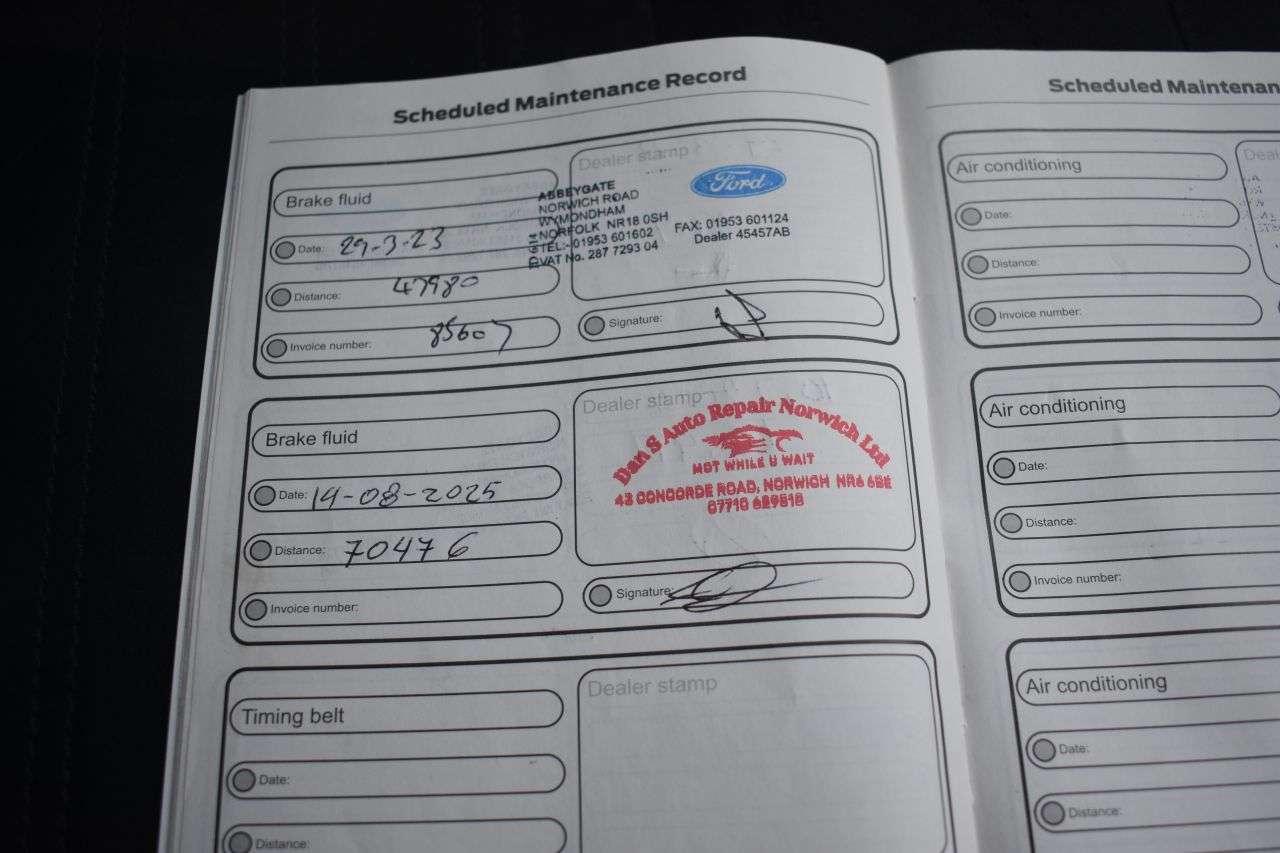 Scheduled Maintenance Record
Brake fluid
Date: 29-3-23
Distance: 47980
Invoice number: 85607
Dealer stamp
ABBEYGATE
NORWICH ROAD
WYMONDHAM
NORFOLK NR18 0SH
TEL:- 01953 601602
VAT No. 287 7293 04
Ford
FAX: 01953 601124
Dealer 45457AB
Signature:
Brake fluid
Date: 19-08-2025
Distance: 70476
Invoice number:
Dealer stamp
Dan S Auto Repair Norwich Ltd
MOT WHILE U WAIT
43 CONCORDE ROAD, NORWICH NR6 6BE
07710 629818
Signature:
Timing belt
Date:
Distance:
Dealer stamp
Scheduled Maintenan
Air conditioning
Date:
Distance:
Invoice number:
Deal
Air conditioning
Date:
Distance:
Invoice number:
Air conditioning
Date:
Distance: